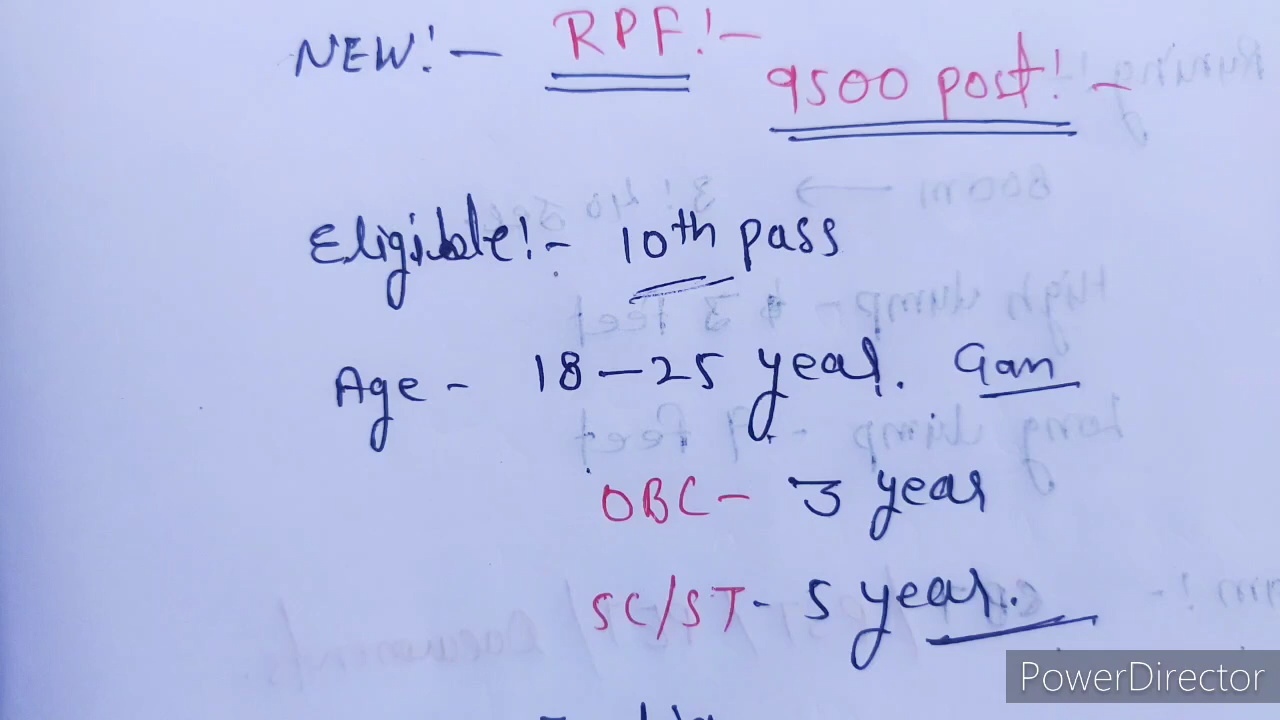 NEW!- RPF!-
9500 post!-
Eligible!- 10th pass
Age - 18-25 year. Gan
OBC - 3 year
SC/ST- 5 year.
PowerDirector